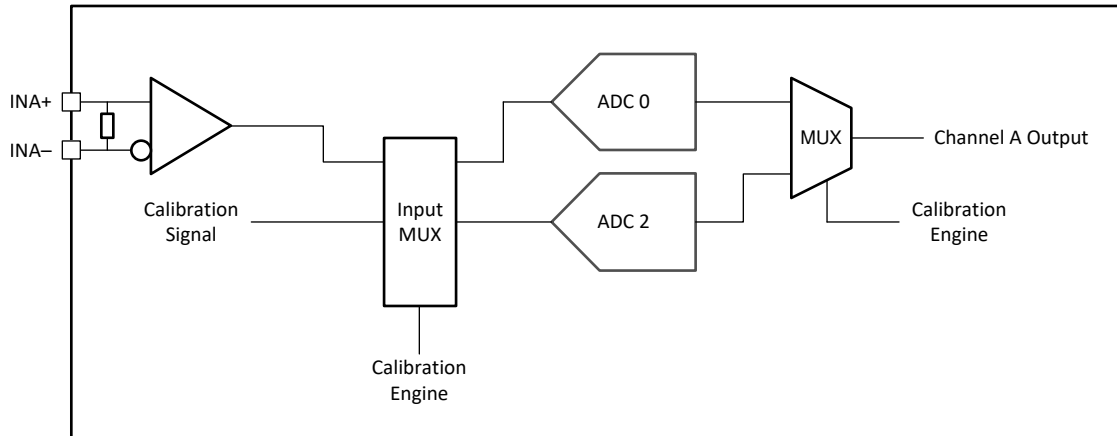 INA+
INA–
ADC 0
MUX
Channel A Output
Calibration
Signal
Input
MUX
ADC 2
Calibration
Engine
Calibration
Engine